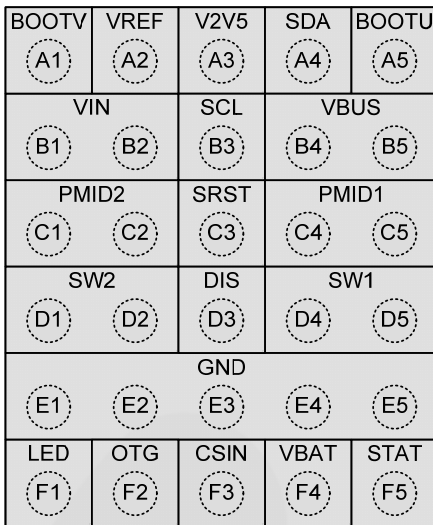 BOOTV VREF V2V5 SDA BOOTU
A1 A2 A3 A4 A5
VIN SCL VBUS
B1 B2 B3 B4 B5
PMID2 SRST PMID1
C1 C2 C3 C4 C5
SW2 DIS SW1
D1 D2 D3 D4 D5
GND
E1 E2 E3 E4 E5
LED OTG CSIN VBAT STAT
F1 F2 F3 F4 F5